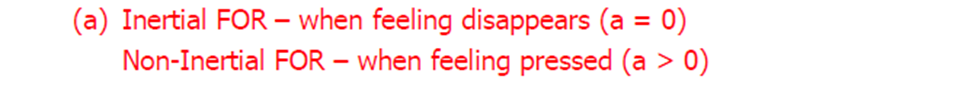 (a) Inertial FOR – when feeling disappears (a = 0)
Non-Inertial FOR – when feeling pressed (a > 0)